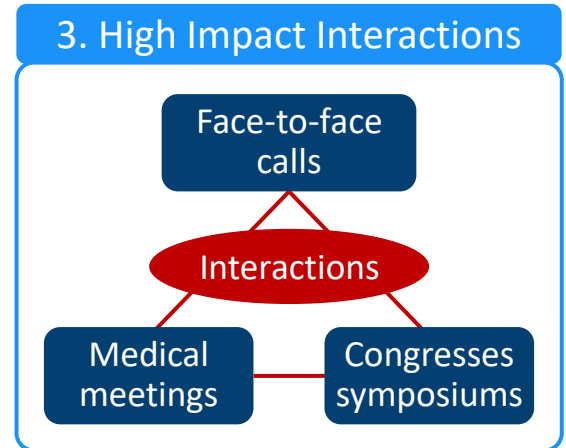 3. High Impact Interactions
Face-to-face
calls
Interactions
Medical
meetings
Congresses
symposiums